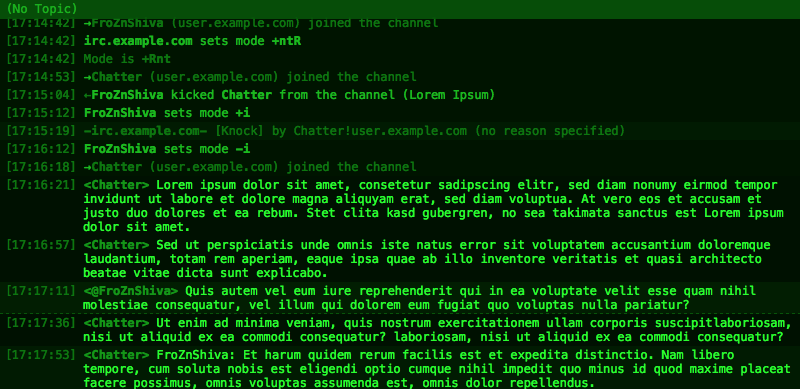 (No Topic)
[17:14:42] →FroZnShiva (user.example.com) joined the channel
[17:14:42] irc.example.com sets mode +ntR
[17:14:42] Mode is +Rnt
[17:14:53] →Chatter (user.example.com) joined the channel
[17:15:04] ←FroZnShiva kicked Chatter from the channel (Lorem Ipsum)
[17:15:12] FroZnShiva sets mode +i
[17:15:19] -irc.example.com- [Knock] by Chatter!user.example.com (no reason specified)
[17:16:12] FroZnShiva sets mode -i
[17:16:18] →Chatter (user.example.com) joined the channel
[17:16:21] <Chatter> Lorem ipsum dolor sit amet, consetetur sadipscing elitr, sed diam nonumy eirmod tempor
invidunt ut labore et dolore magna aliquyam erat, sed diam voluptua. At vero eos et accusam et
justo duo dolores et ea rebum. Stet clita kasd gubergren, no sea takimata sanctus est Lorem ipsum
dolor sit amet.
[17:16:57] <Chatter> Sed ut perspiciatis unde omnis iste natus error sit voluptatem accusantium doloremque
laudantium, totam rem aperiam, eaque ipsa quae ab illo inventore veritatis et quasi architecto
beatae vitae dicta sunt explicabo.
[17:17:11] <@FroZnShiva> Quis autem vel eum iure reprehenderit qui in ea voluptate velit esse quam nihil
molestiae consequatur, vel illum qui dolorem eum fugiat quo voluptas nulla pariatur?
[17:17:36] <Chatter> Ut enim ad minima veniam, quis nostrum exercitationem ullam corporis suscipitlaboriosam,
nisi ut aliquid ex ea commodi consequatur? laboriosam, nisi ut aliquid ex ea commodi consequatur?
[17:17:53] <Chatter> FroZnShiva: Et harum quidem rerum facilis est et expedita distinctio. Nam libero
tempore, cum soluta nobis est eligendi optio cumque nihil impedit quo minus id quod maxime placeat
facere possimus, omnis voluptas assumenda est, omnis dolor repellendus.